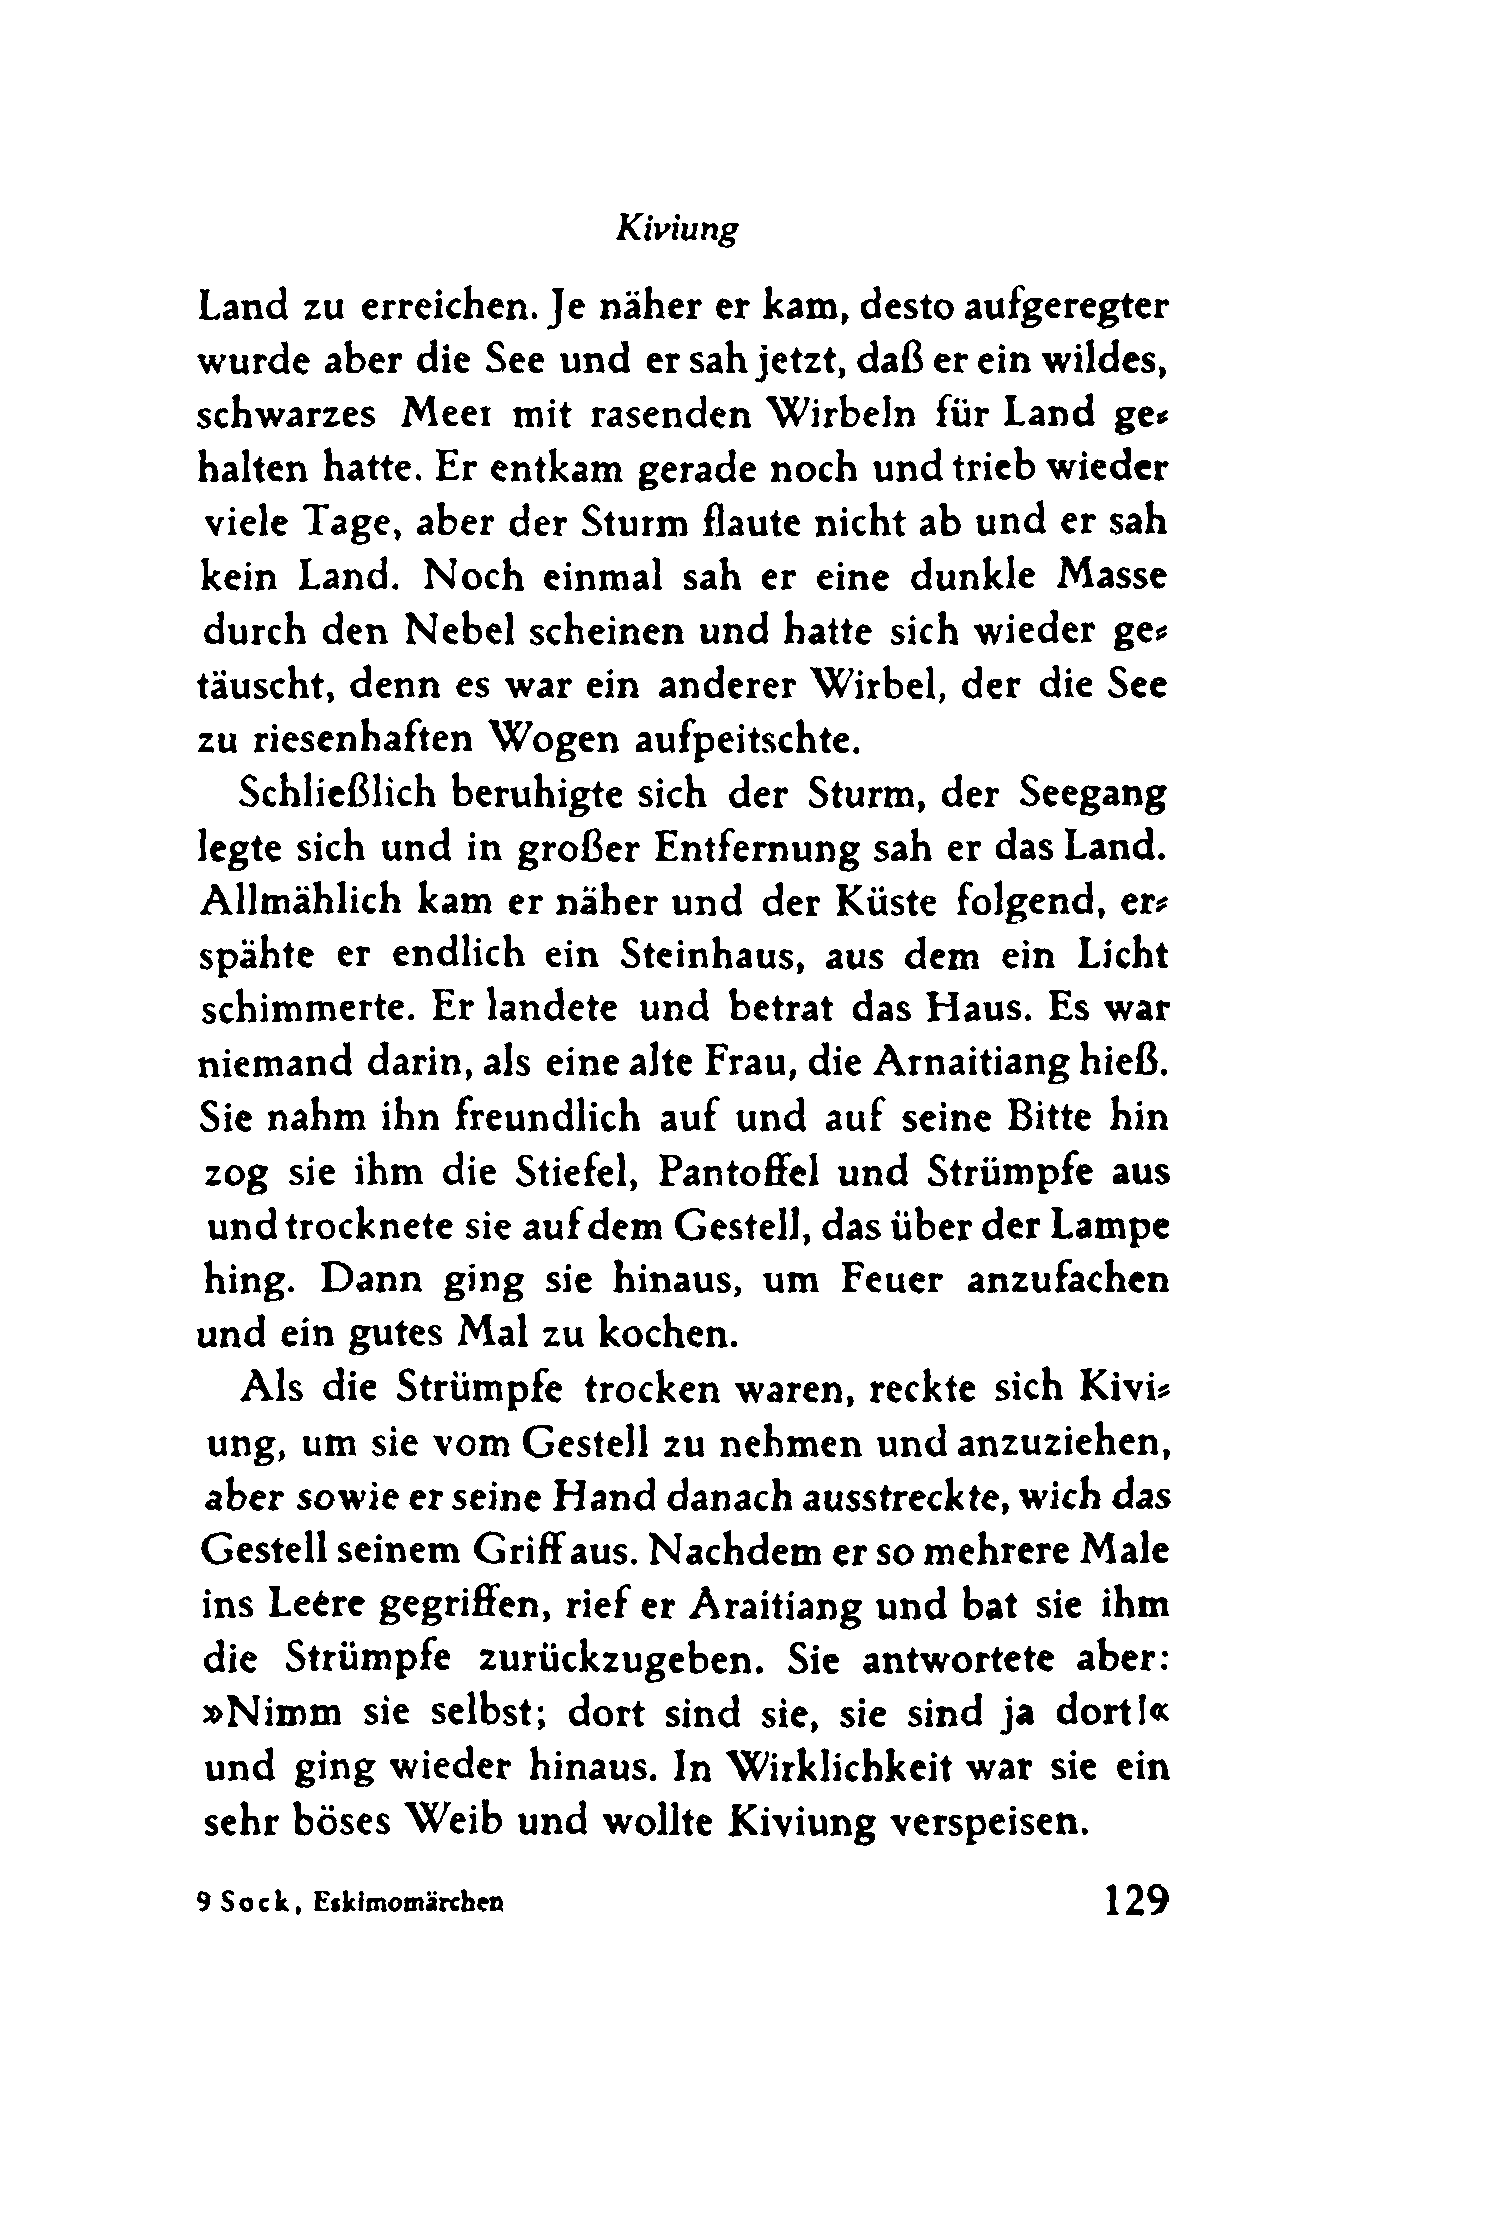 Kiviung
Land zu erreichen. Je näher er kam, desto aufgeregter
wurde aber die See und er sah jetzt, daß er ein wildes,
schwarzes Meer mit rasenden Wirbeln für Land ge-
halten hatte. Er entkam gerade noch und trieb wieder
viele Tage, aber der Sturm flaute nicht ab und er sah
kein Land. Noch einmal sah er eine dunkle Masse
durch den Nebel scheinen und hatte sich wieder ge-
täuscht, denn es war ein anderer Wirbel, der die See
zu riesenhaften Wogen aufpeitschte.
Schließlich beruhigte sich der Sturm, der Seegang
legte sich und in großer Entfernung sah er das Land.
Allmählich kam er näher und der Küste folgend, er-
spähte er endlich ein Steinhaus, aus dem ein Licht
schimmerte. Er landete und betrat das Haus. Es war
niemand darin, als eine alte Frau, die Arnaitiang hieß.
Sie nahm ihn freundlich auf und auf seine Bitte hin
zog sie ihm die Stiefel, Pantoffel und Strümpfe aus
und trocknete sie auf dem Gestell, das über der Lampe
hing. Dann ging sie hinaus, um Feuer anzufachen
und ein gutes Mal zu kochen.
Als die Strümpfe trocken waren, reckte sich Kivi-
ung, um sie vom Gestell zu nehmen und anzuziehen,
aber sowie er seine Hand danach ausstreckte, wich das
Gestell seinem Griff aus. Nachdem er so mehrere Male
ins Leere gegriffen, rief er Araitiang und bat sie ihm
die Strümpfe zurückzugeben. Sie antwortete aber:
»Nimm sie selbst; dort sind sie, sie sind ja dort!«
und ging wieder hinaus. In Wirklichkeit war sie ein
sehr böses Weib und wollte Kiviung verspeisen.
9 Sock, Eskimomärchen
129